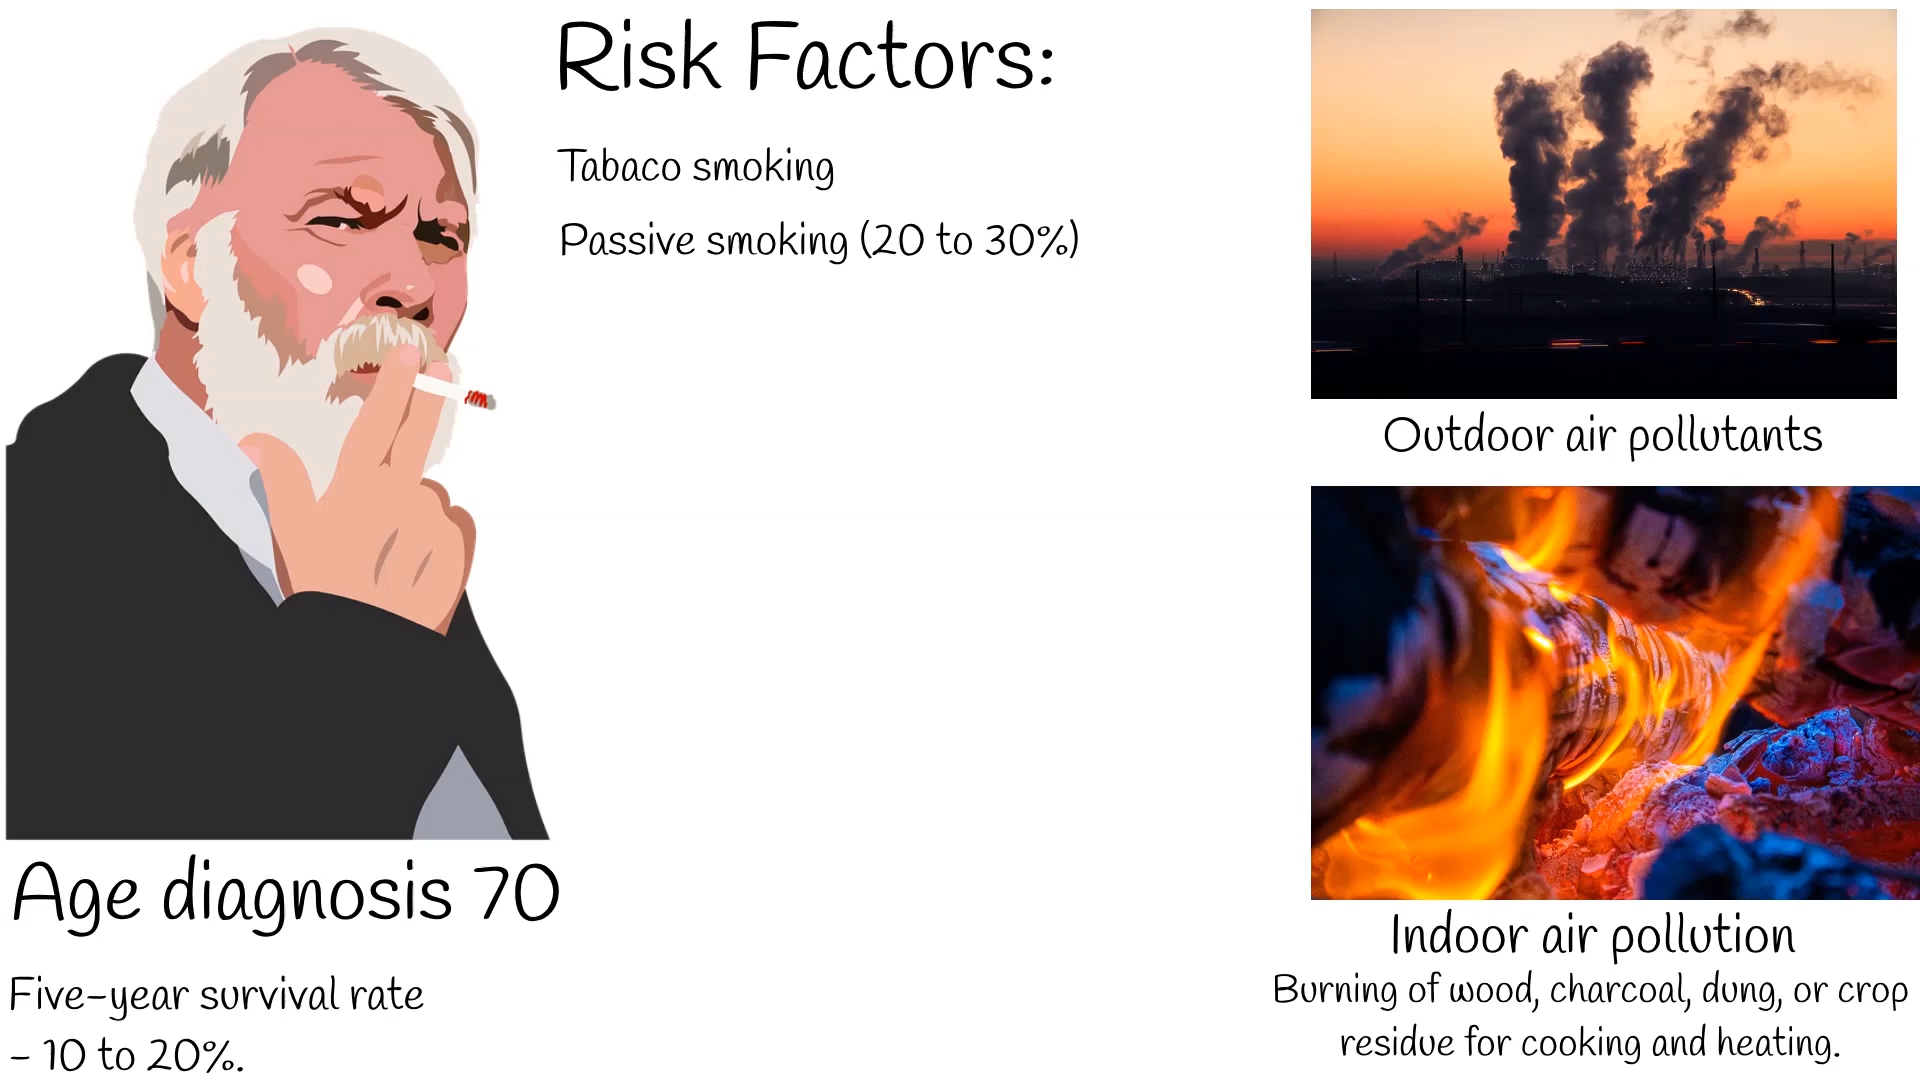 Risk Factors:
Tabaco smoking
Passive smoking (20 to 30%)
Outdoor air pollutants
Indoor air pollution
Burning of wood, charcoal, dung, or crop
residue for cooking and heating.
Age diagnosis 70
Five-year survival rate
- 10 to 20%.